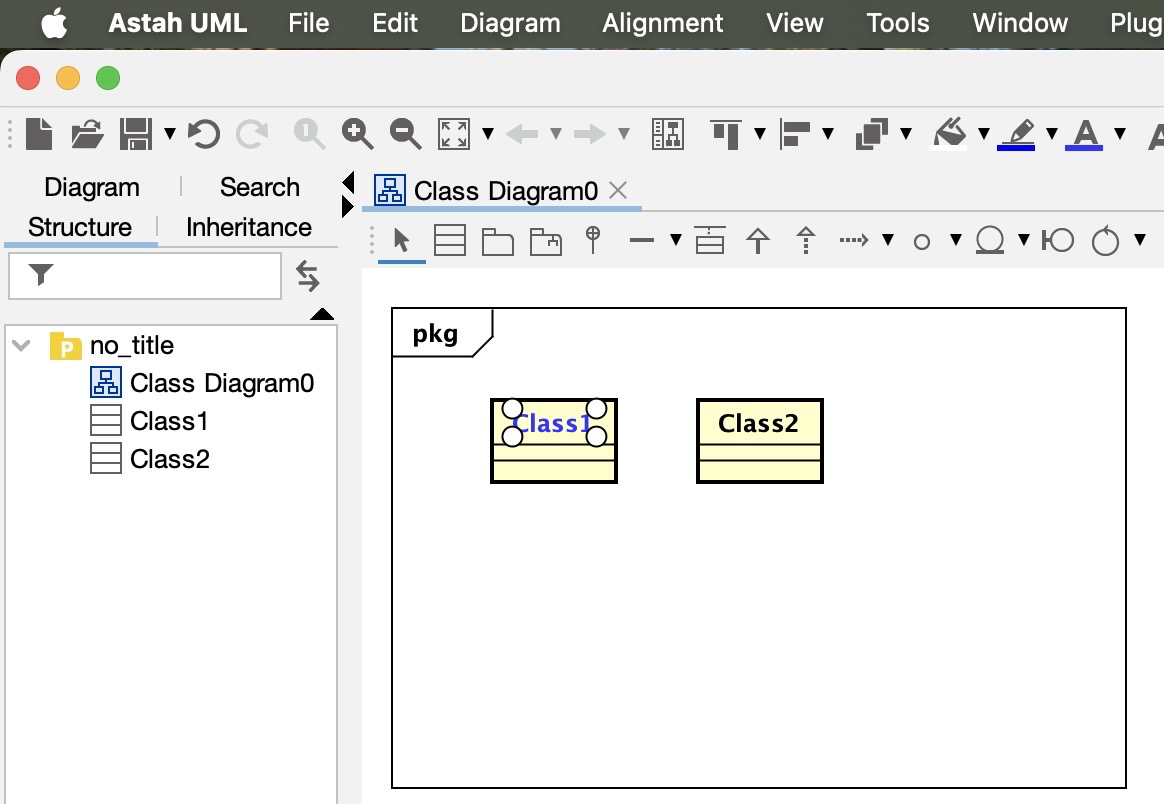 Astah UML File Edit Diagram Alignment View Tools Window Plug
Diagram Search
Structure Inheritance
Class Diagram0
no_title
Class Diagram0
Class1
Class2
pkg
Class1
Class2